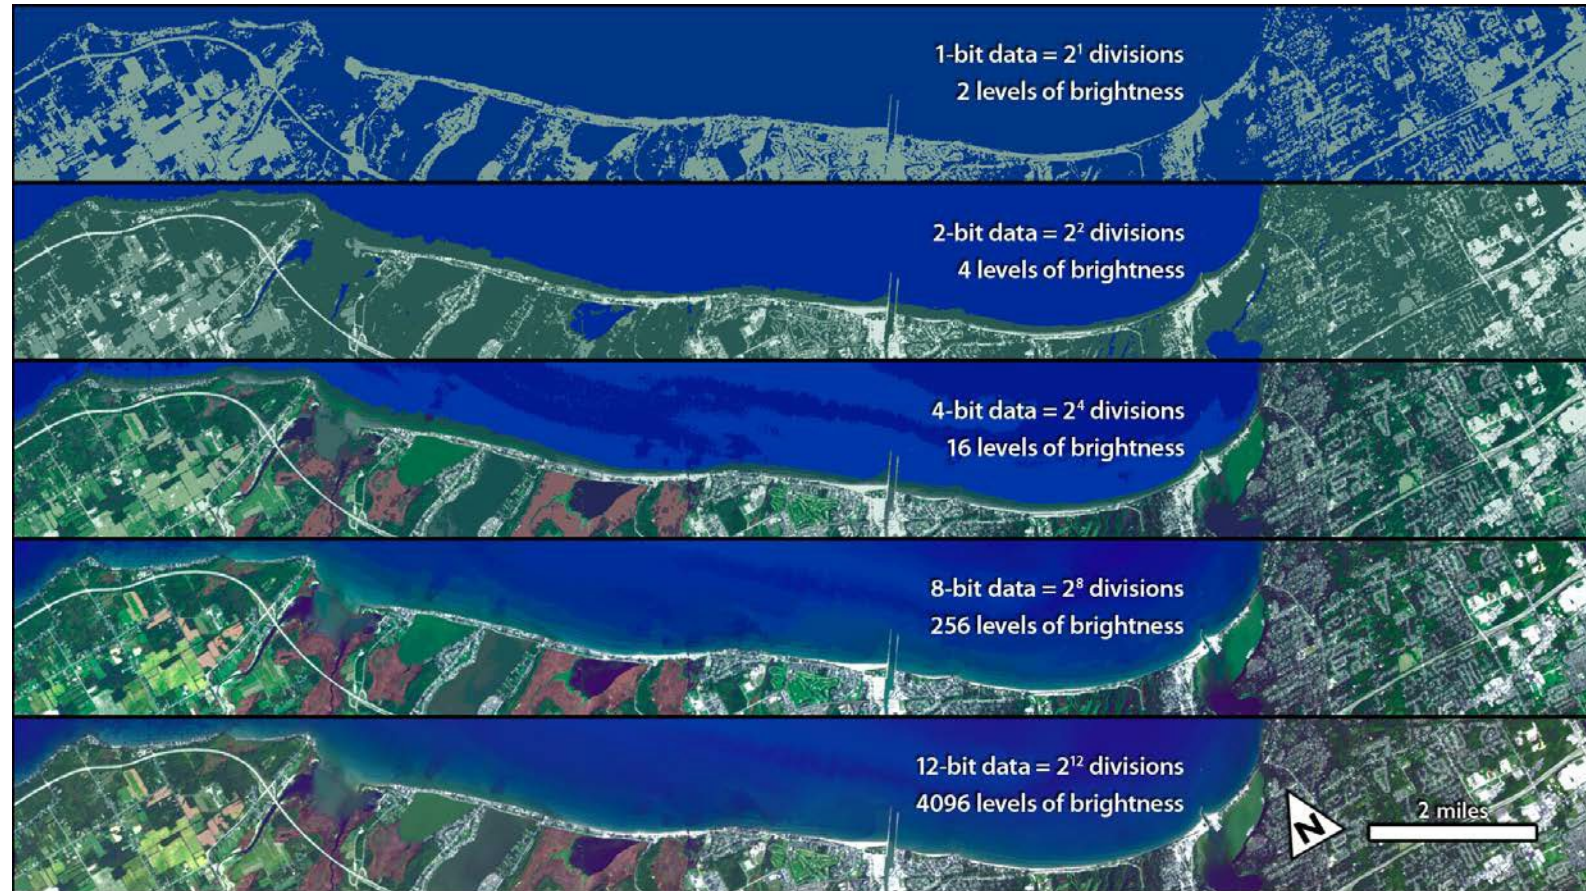 1-bit data = 2¹ divisions
2 levels of brightness
2-bit data = 2² divisions
4 levels of brightness
4-bit data = 2⁴ divisions
16 levels of brightness
8-bit data = 2⁸ divisions
256 levels of brightness
12-bit data = 2¹² divisions
4096 levels of brightness
N
2 miles